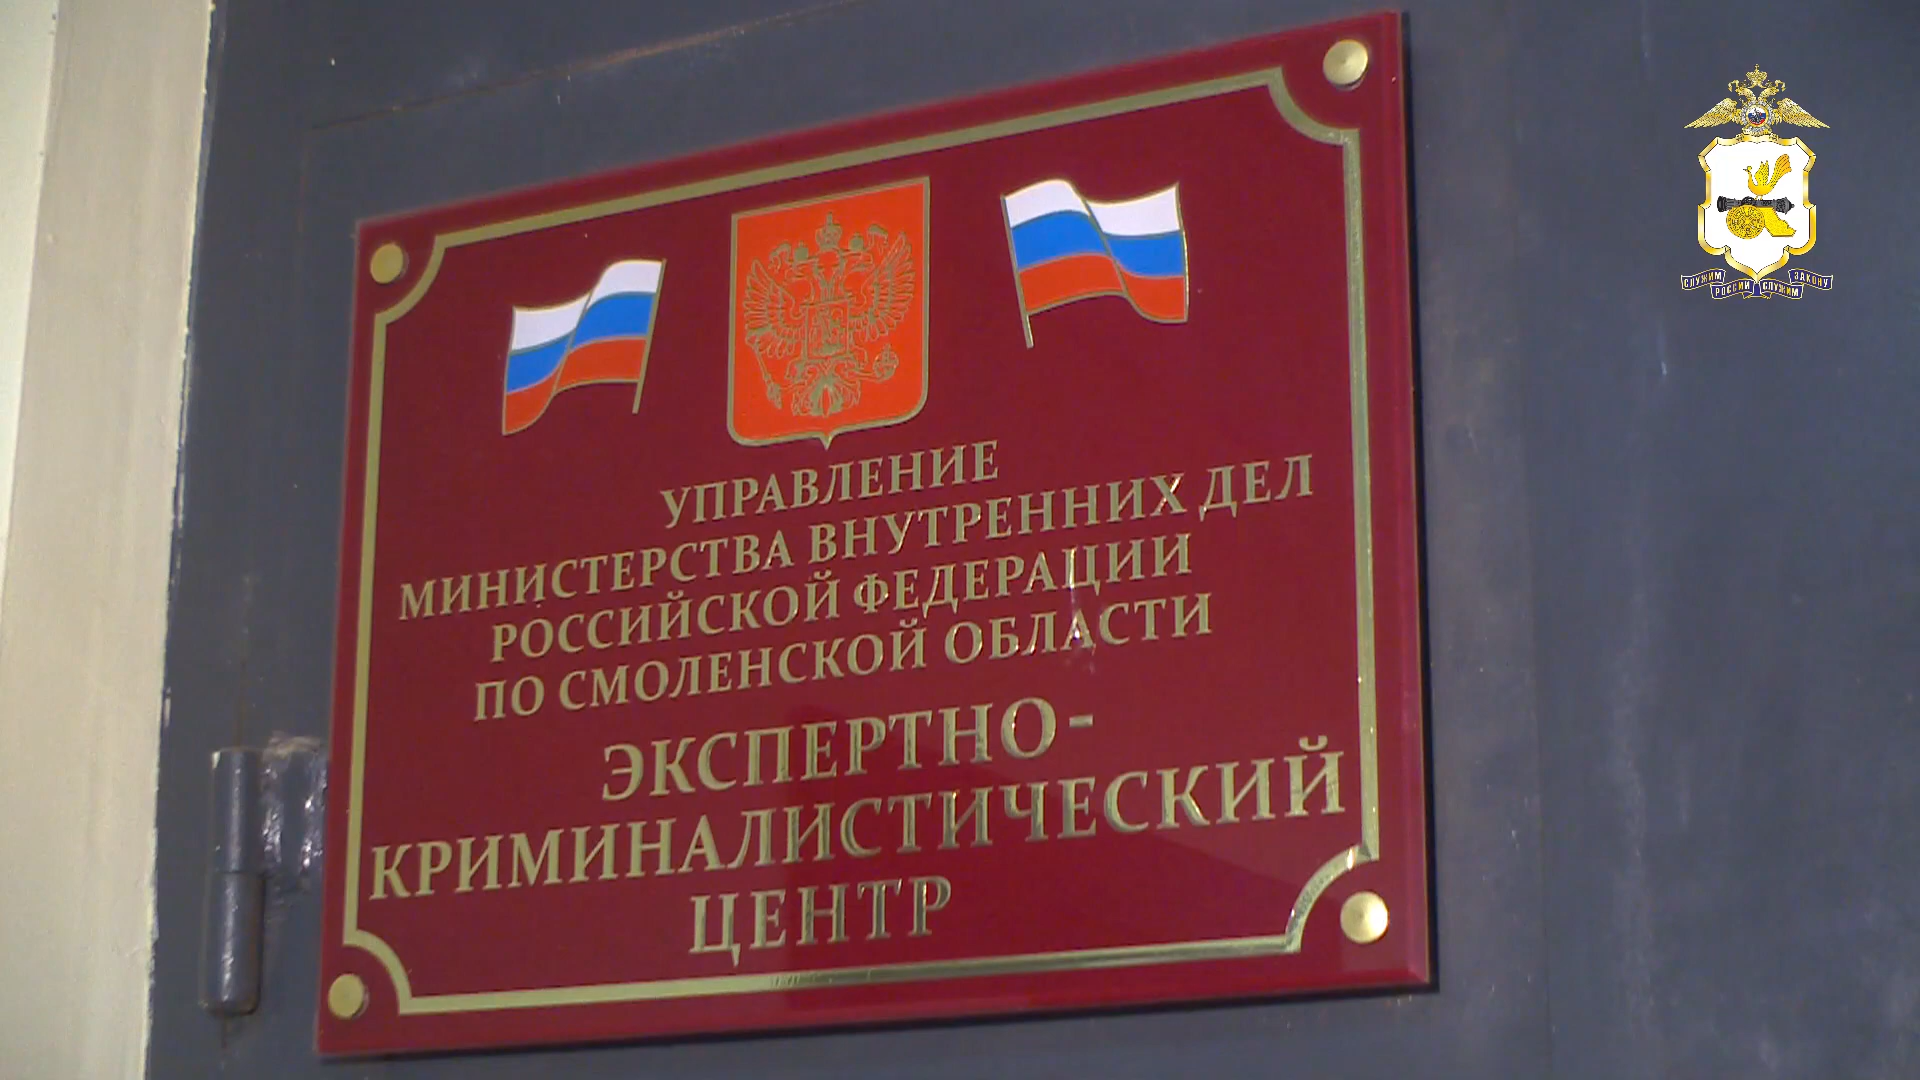 УПРАВЛЕНИЕ
МИНИСТЕРСТВА ВНУТРЕННИХ ДЕЛ
РОССИЙСКОЙ ФЕДЕРАЦИИ
ПО СМОЛЕНСКОЙ ОБЛАСТИ
ЭКСПЕРТНО-
КРИМИНАЛИСТИЧЕСКИЙ
ЦЕНТР
СЛУЖИМ РОССИИ СЛУЖИМ ЗАКОНУ